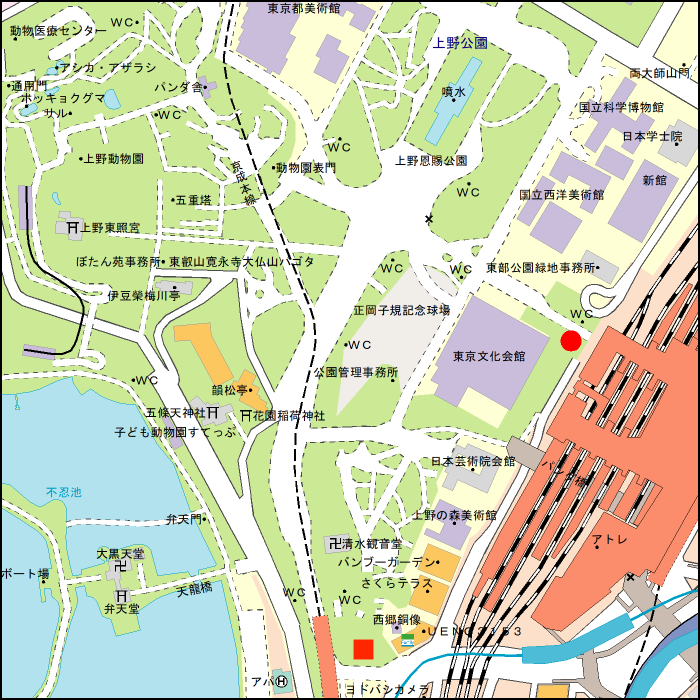 東京都美術館
WC
動物医療センター
上野公園
アシカ・アザラシ
両大師山門
通用門
パンダ舎
噴水
ホッキョクグマ
国立科学博物館
サル
WC
日本学士院
WC
上野動物園
動物園表門
上野恩賜公園
京成本線
新館
WC
五重塔
国立西洋美術館
上野東照宮
ぼたん苑事務所
東叡山寛永寺大仏山パゴタ
WC
WC
東部公園緑地事務所
伊豆榮梅川亭
正岡子規記念球場
WC
WC
東京文化会館
公園管理事務所
WC
韻松亭
五條天神社
花園稲荷神社
子ども動物園すてっぷ
日本芸術院会館
パンダ橋
不忍池
弁天門
上野の森美術館
アトレ
清水観音堂
大黒天堂
バンブーガーデン
ボート場
さくらテラス
天龍橋
WC
WC
弁天堂
西郷銅像
UENO3153
アパ
H
ヨドバシカメラ